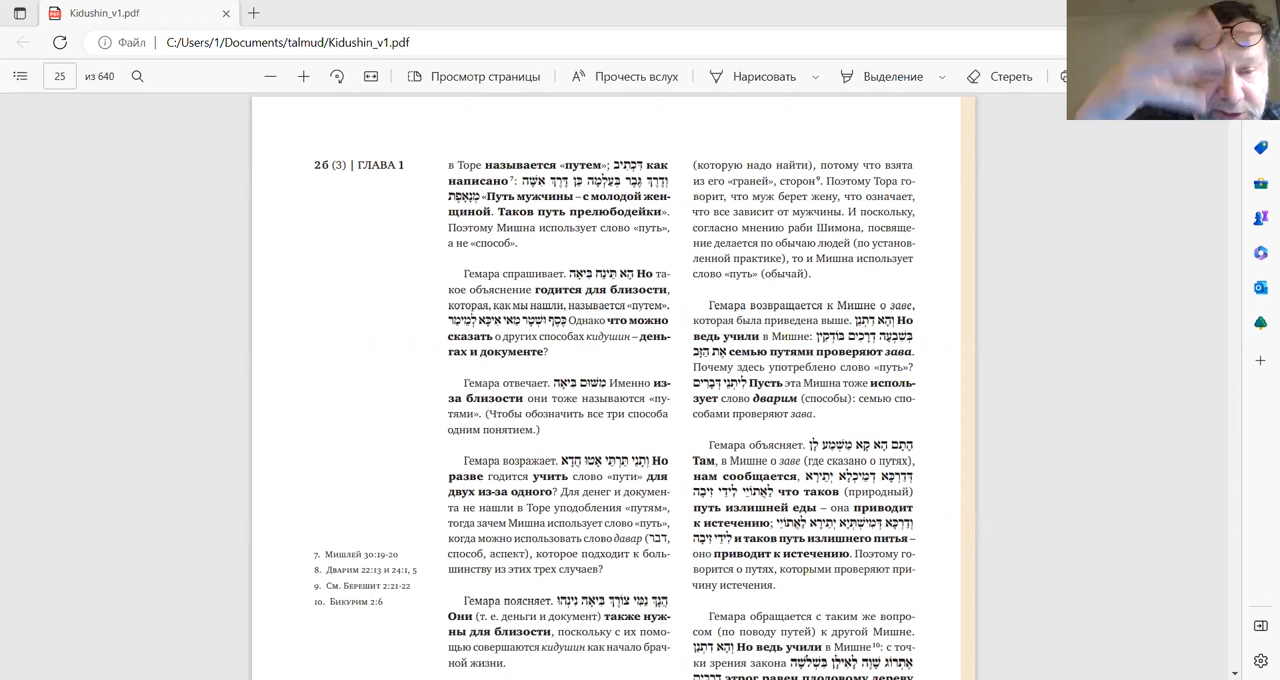 Kidushin_v1.pdf
Файл
C:/Users/1/Documents/talmud/Kidushin_v1.pdf
25
из 640
Просмотр страницы
Прочесть вслух
Нарисовать
Выделение
Стереть
2б (3) | ГЛАВА 1
в Торе называется «путем»; דִּכְתִיב как
написано⁷: וְדֶרֶךְ גֶּבֶר בְּעַלְמָה כֵּן דֶּרֶךְ אִשָּׁה
מְנָאָפֶת «Путь мужчины – с молодой жен-
щиной. Таков путь прелюбодейки».
Поэтому Мишна использует слово «путь»,
а не «способ».
Гемара спрашивает. הָא תִּינַח בִּיאָה Но та-
кое объяснение годится для близости,
которая, как мы нашли, называется «путем».
כֶּסֶף וּשְׁטָר מַאי אִיכָּא לְמֵימַר Однако что можно
сказать о других способах кидушин – день-
гах и документе?
Гемара отвечает. מִשּׁוּם בִּיאָה Именно из-
за близости они тоже называются «пу-
тями». (Чтобы обозначить все три способа
одним понятием.)
Гемара возражает. וְתָנֵי תַּרְתֵּי אַטּוּ חֲדָא Но
разве годится учить слово «пути» для
двух из-за одного? Для денег и докумен-
та не нашли в Торе уподобления «путям»,
тогда зачем Мишна использует слово «путь»,
когда можно использовать слово давар (דבר,
способ, аспект), которое подходит к боль-
шинству из этих трех случаев?
Гемара поясняет. הָנָךְ נַמִּי צוֹרֶךְ בִּיאָה נִינְהוּ
Они (т. е. деньги и документ) также нуж-
ны для близости, поскольку с их помо-
щью совершаются кидушин как начало брач-
ной жизни.
7. Мишлей 30:19-20
8. Дварим 22:13 и 24:1, 5
9. См. Берешит 2:21-22
10. Бикурим 2:6
(которую надо найти), потому что взята
из его «граней», сторон⁹. Поэтому Тора го-
ворит, что муж берет жену, что означает,
что все зависит от мужчины. И поскольку,
согласно мнению раби Шимона, посвяще-
ние делается по обычаю людей (по установ-
ленной практике), то и Мишна использует
слово «путь» (обычай).
Гемара возвращается к Мишне о заве,
которая была приведена выше. וְהָא דִּתְנַן Но
ведь учили в Мишне: בְּשִׁבְעָה דְּרָכִים בּוֹדְקִין
אֶת הַזָּב семью путями проверяют зава.
Почему здесь употреблено слово «путь»?
לִיתְנֵי דְּבָרִים Пусть эта Мишна тоже исполь-
зует слово дварим (способы): семью спо-
собами проверяют зава.
Гемара объясняет. הָתָם הָא קָא מַשְׁמַע לָן
Там, в Мишне о заве (где сказано о путях),
нам сообщается, דְּדַרְכָּא דְּמֵיכְלָא יַתִּירָא
לְאֵתוֹיֵי לִידֵי זִיבָה что таков (природный)
путь излишней еды – она приводит
к истечению; וְדַרְכָּא דְּמִישְׁתְּיָא יַתִּירָא לְאֵתוֹיֵי
לִידֵי זִיבָה и таков путь излишнего питья –
оно приводит к истечению. Поэтому го-
ворится о путях, которыми проверяют при-
чину истечения.
Гемара обращается с таким же вопро-
сом (по поводу путей) к другой Мишне.
וְהָא דִּתְנַן Но ведь учили в Мишне¹⁰: с точ-
ки зрения закона אֶתְרוֹג שָׁוֶה לָאִילָן בִּשְׁלֹשָׁה
דְּרָכִים этрог равен плодовому дереву